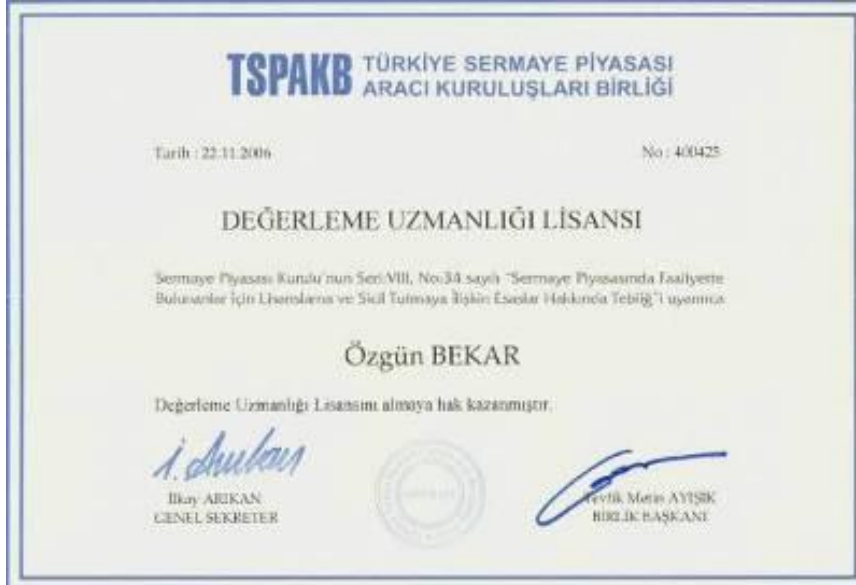 TSPAKB TÜRKİYE SERMAYE PİYASASI
ARACI KURULUŞLARI BİRLİĞİ
Tarih : 22.11.2006
No : 400425
DEĞERLEME UZMANLIĞI LİSANSI
Sermaye Piyasası Kurulu'nun Seri:VIII, No:34 sayılı "Sermaye Piyasasında Faaliyette
Bulunanlar İçin Lisanslama ve Sicil Tutmaya İlişkin Esaslar Hakkında Tebliğ"i uyarınca
Özgün BEKAR
Değerleme Uzmanlığı Lisansını almaya hak kazanmıştır.
İlkay ARIKAN
GENEL SEKRETER
Tevfik Metin AYIŞIK
BİRLİK BAŞKANI